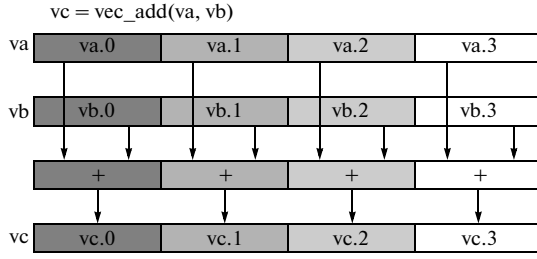 vc = vec_add(va, vb)
va va.0 va.1 va.2 va.3
vb vb.0 vb.1 vb.2 vb.3
+ + + +
vc vc.0 vc.1 vc.2 vc.3